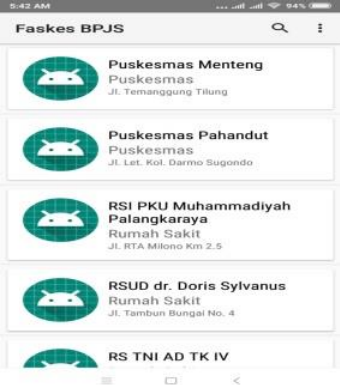 5:42 AM
94%
Faskes BPJS
Puskesmas Menteng
Puskesmas
Jl. Temanggung Tilung
Puskesmas Pahandut
Puskesmas
Jl. Let. Kol. Darmo Sugondo
RSI PKU Muhammadiyah
Palangkaraya
Rumah Sakit
Jl. RTA Milono Km 2.5
RSUD dr. Doris Sylvanus
Rumah Sakit
Jl. Tambun Bungai No. 4
RS TNI AD TK IV